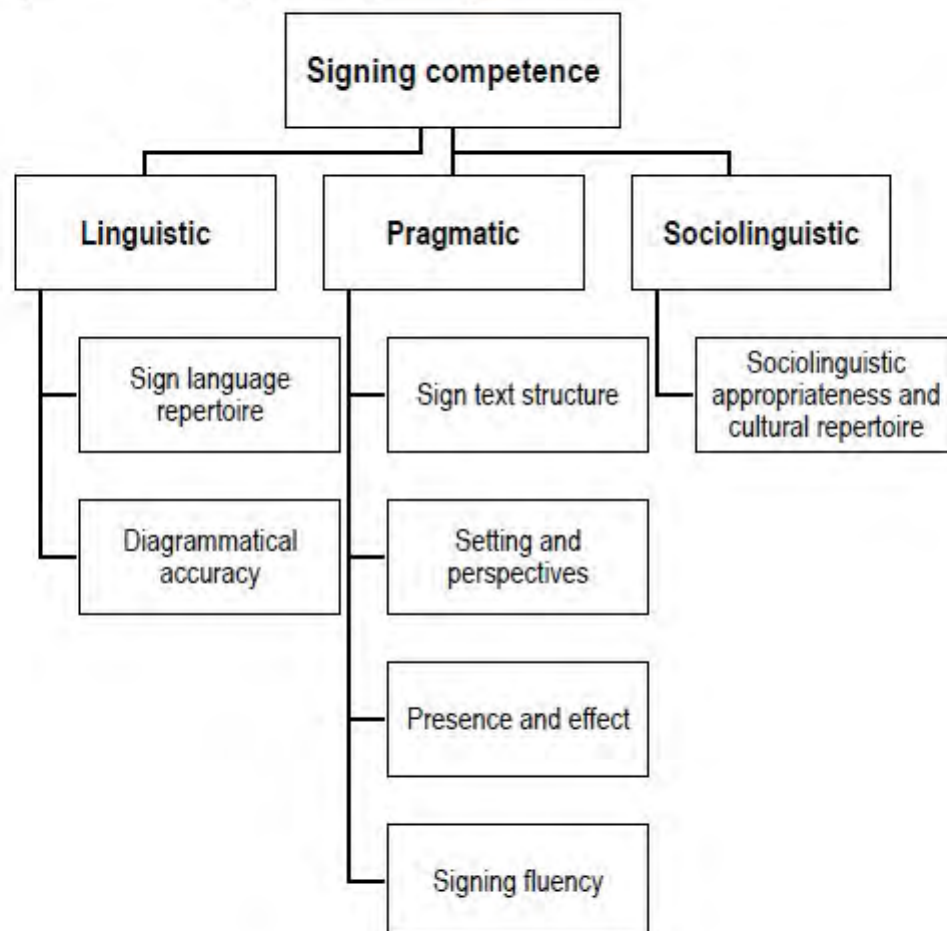 Signing competence
Linguistic
Pragmatic
Sociolinguistic
Sign language
repertoire
Diagrammatical
accuracy
Sign text structure
Setting and
perspectives
Presence and effect
Signing fluency
Sociolinguistic
appropriateness and
cultural repertoire